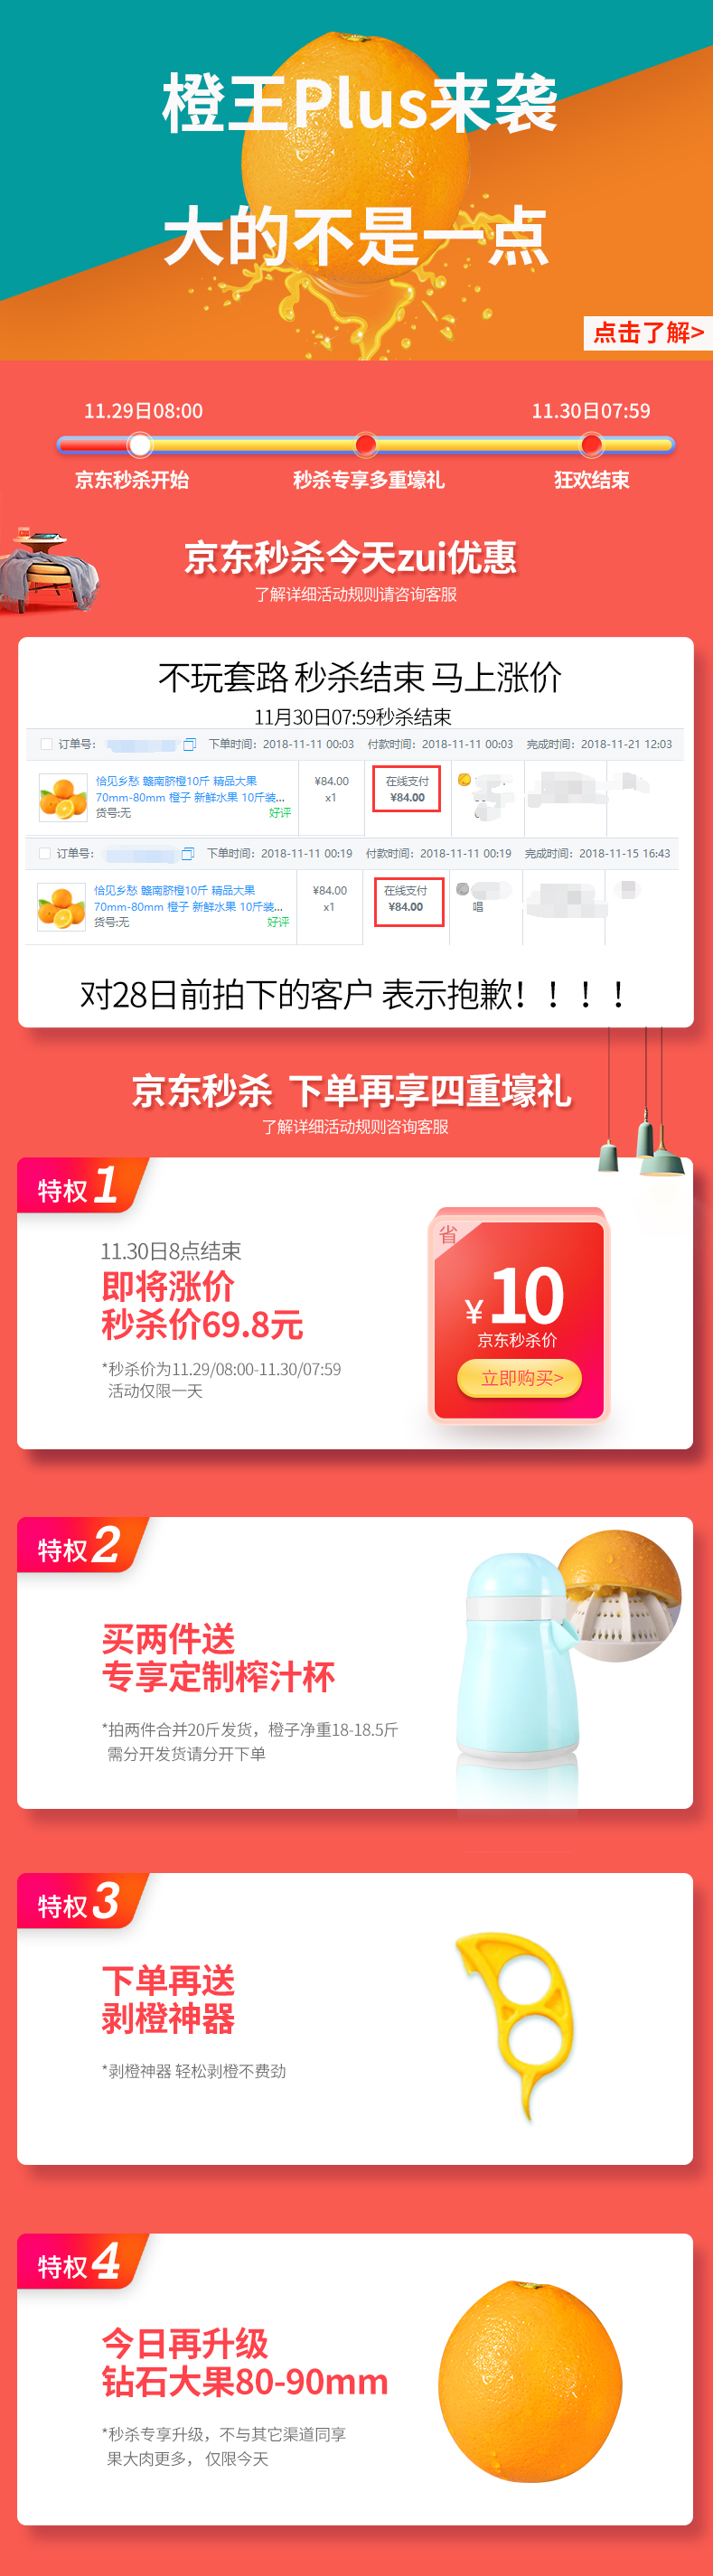 橙王Plus来袭
大的不是一点
点击了解>
11.29日08:00 11.30日07:59
京东秒杀开始 秒杀专享多重壕礼 狂欢结束
京东秒杀今天zui优惠
了解详细活动规则请咨询客服
不玩套路 秒杀结束 马上涨价
11月30日07:59秒杀结束
订单号: 下单时间: 2018-11-11 00:03 付款时间: 2018-11-11 00:03 完成时间: 2018-11-21 12:03
恰见乡愁 赣南脐橙10斤 精品大果 ¥84.00 在线支付
70mm-80mm 橙子 新鲜水果 10斤装... x1 ¥84.00
货号:无 好评
订单号: 下单时间: 2018-11-11 00:19 付款时间: 2018-11-11 00:19 完成时间: 2018-11-15 16:43
恰见乡愁 赣南脐橙10斤 精品大果 ¥84.00 在线支付
70mm-80mm 橙子 新鲜水果 10斤装... x1 ¥84.00 唱
货号:无 好评
对28日前拍下的客户 表示抱歉！！！！
京东秒杀 下单再享四重壕礼
了解详细活动规则咨询客服
特权1
11.30日8点结束
即将涨价
秒杀价69.8元
*秒杀价为11.29/08:00-11.30/07:59
活动仅限一天
省
¥10
京东秒杀价
立即购买>
特权2
买两件送
专享定制榨汁杯
*拍两件合并20斤发货，橙子净重18-18.5斤
需分开发货请分开下单
特权3
下单再送
剥橙神器
*剥橙神器 轻松剥橙不费劲
特权4
今日再升级
钻石大果80-90mm
*秒杀专享升级，不与其它渠道同享
果大肉更多， 仅限今天